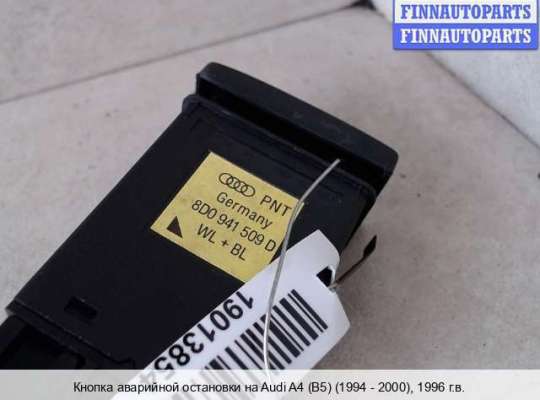 FINNAUTOPARTS
FINNAUTOPARTS
PNT
Germany
8D0 941 509 D
WL + BL
Кнопка аварийной остановки на Audi A4 (B5) (1994 - 2000), 1996 г.в.